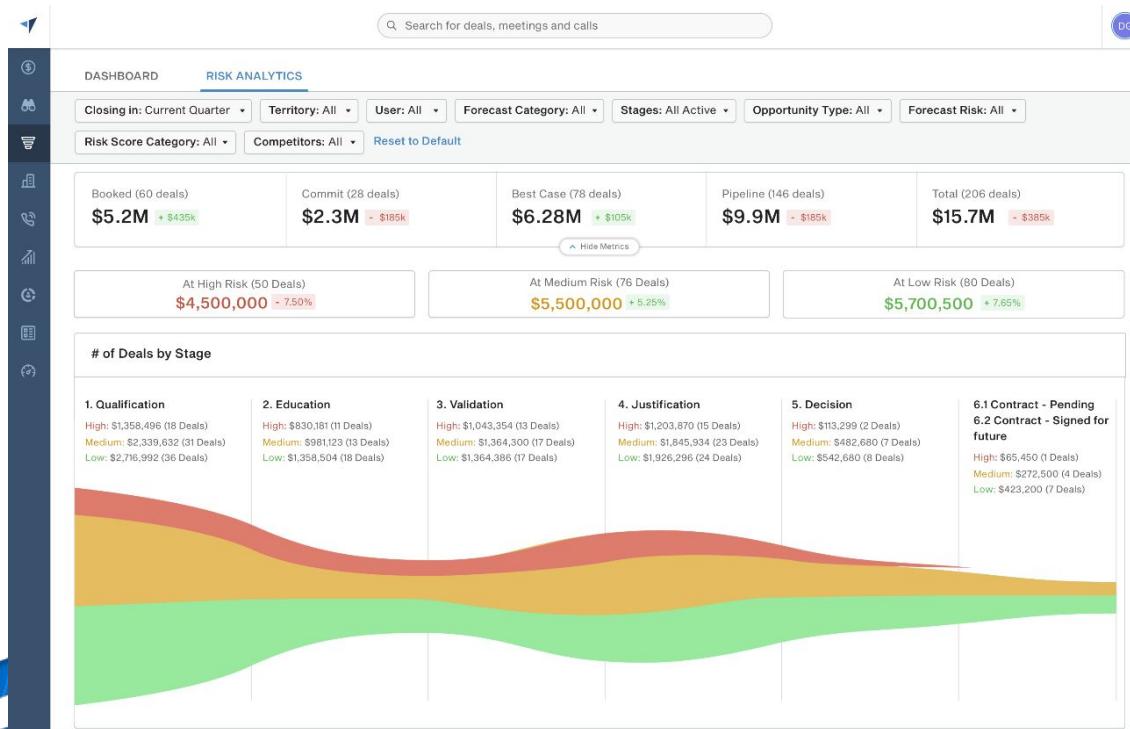 Search for deals, meetings and calls
DASHBOARD RISK ANALYTICS
Closing in: Current Quarter Territory: All User: All Forecast Category: All Stages: All Active Opportunity Type: All Forecast Risk: All
Risk Score Category: All Competitors: All Reset to Default
Booked (60 deals) Commit (28 deals) Best Case (78 deals) Pipeline (146 deals) Total (206 deals)
$5.2M + $435k $2.3M - $185k $6.28M + $105k $9.9M - $185k $15.7M - $385k
Hide Metrics
At High Risk (50 Deals) At Medium Risk (76 Deals) At Low Risk (80 Deals)
$4,500,000 - 7.50% $5,500,000 + 5.25% $5,700,500 + 7.65%
# of Deals by Stage
1. Qualification
High: $1,358,496 (18 Deals)
Medium: $2,339,632 (31 Deals)
Low: $2,716,992 (36 Deals)
2. Education
High: $830,181 (11 Deals)
Medium: $981,123 (13 Deals)
Low: $1,358,504 (18 Deals)
3. Validation
High: $1,043,354 (13 Deals)
Medium: $1,364,300 (17 Deals)
Low: $1,364,386 (17 Deals)
4. Justification
High: $1,203,870 (15 Deals)
Medium: $1,845,934 (23 Deals)
Low: $1,926,296 (24 Deals)
5. Decision
High: $113,299 (2 Deals)
Medium: $482,680 (7 Deals)
Low: $542,680 (8 Deals)
6.1 Contract - Pending
6.2 Contract - Signed for
future
High: $65,450 (1 Deals)
Medium: $272,500 (4 Deals)
Low: $423,200 (7 Deals)